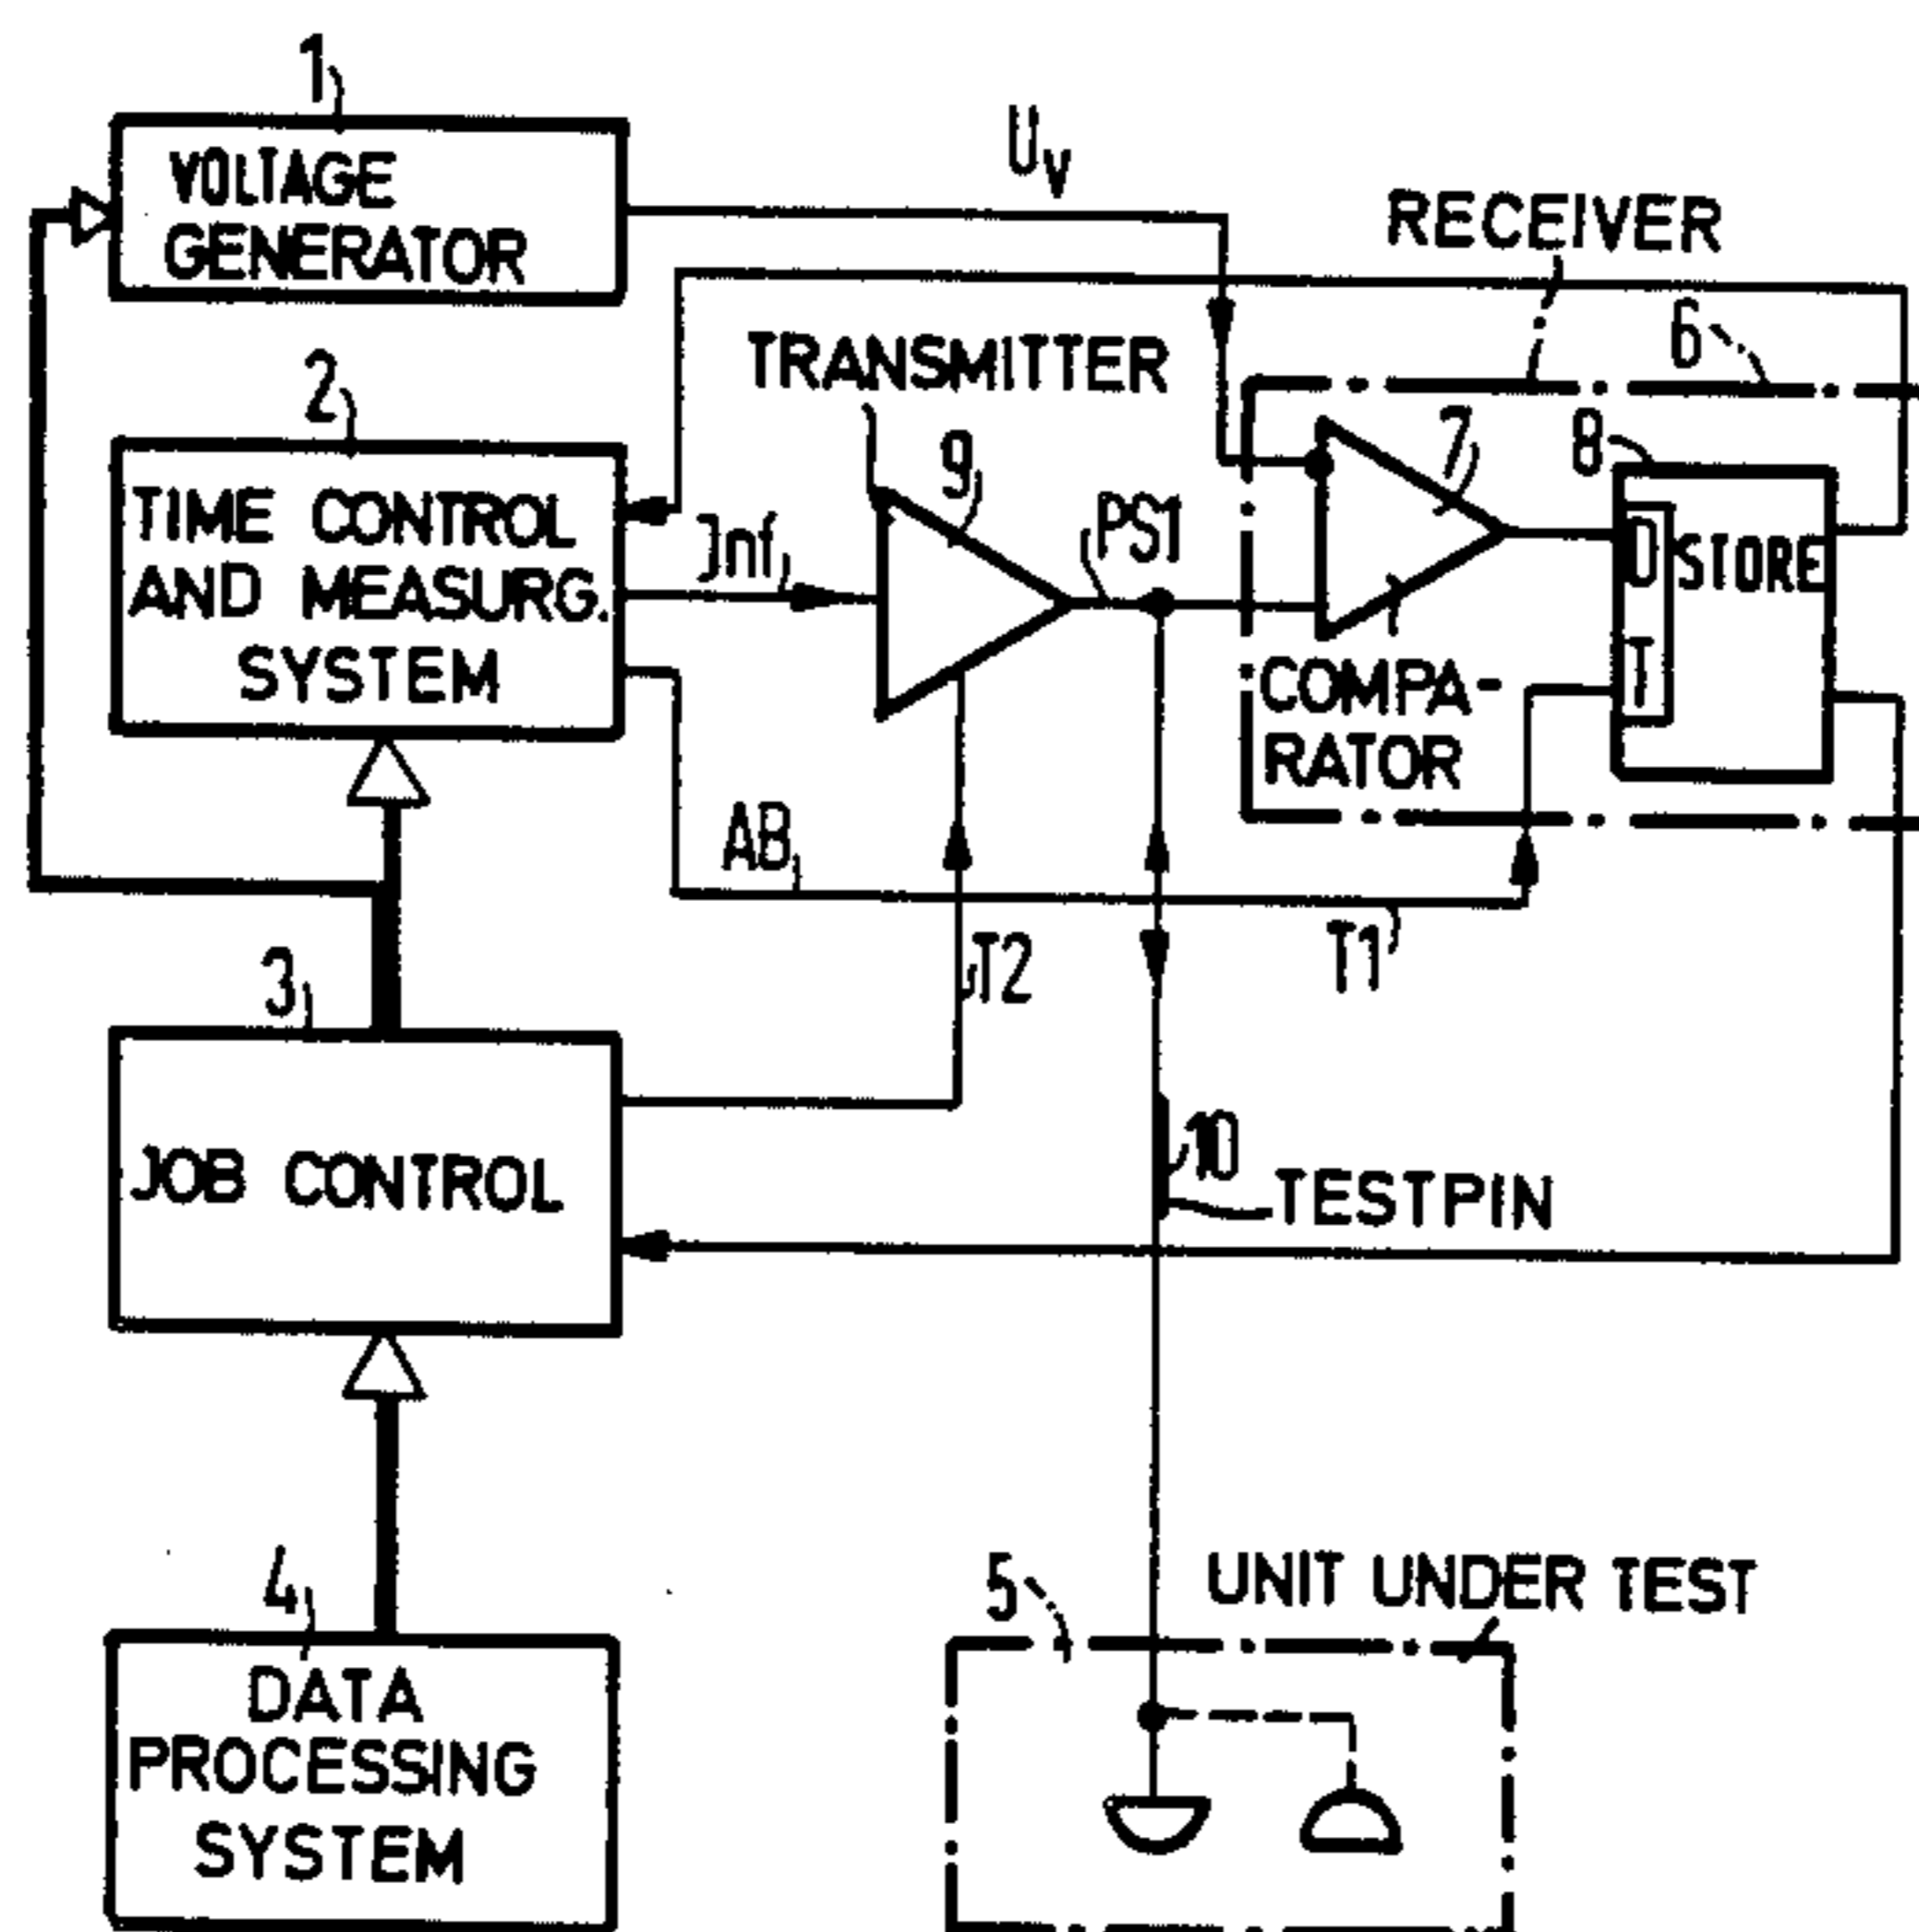 1
VOLTAGE
GENERATOR
Uv
RECEIVER
6
2
TRANSMITTER
TIME CONTROL
AND MEASURG.
SYSTEM
Jnf
9
PS1
7
8
D
STORE
T
COMPA-
RATOR
AB
T2
T1
3
JOB CONTROL
10
TESTPIN
4
DATA
PROCESSING
SYSTEM
5
UNIT UNDER TEST